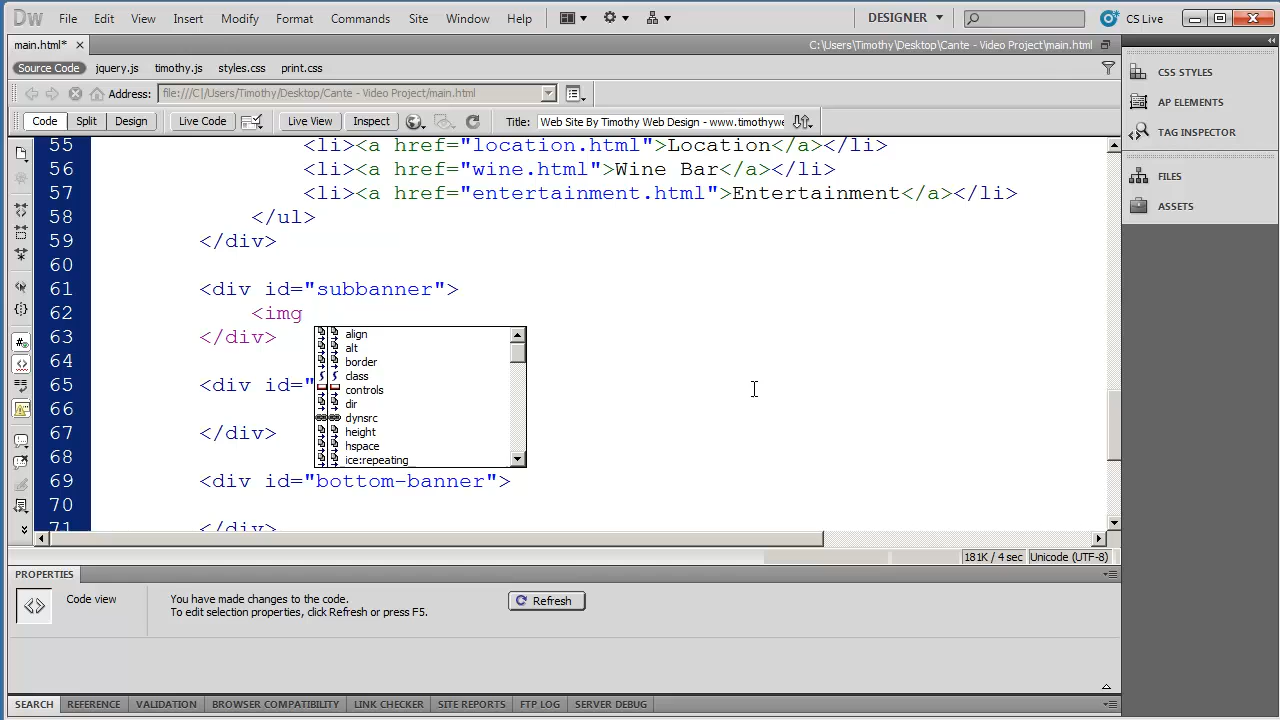 Dw File Edit View Insert Modify Format Commands Site Window Help DESIGNER CS Live
main.html* C:\Users\Timothy\Desktop\Cante - Video Project\main.html
Source Code jquery.js timothy.js styles.css print.css
Address: file:///C|/Users/Timothy/Desktop/Cante - Video Project/main.html
Code Split Design Live Code Live View Inspect Title: Web Site By Timothy Web Design - www.timothywe
55 <li><a href="location.html">Location</a></li>
56 <li><a href="wine.html">Wine Bar</a></li>
57 <li><a href="entertainment.html">Entertainment</a></li>
58 </ul>
59 </div>
60
61 <div id="subbanner">
62 <img
63 </div>
64
65 <div id="
66
67 </div>
68
69 <div id="bottom-banner">
70
71 </div>
align
alt
border
class
controls
dir
dynsrc
height
hspace
ice:repeating
181K / 4 sec Unicode (UTF-8)
PROPERTIES
Code view
You have made changes to the code.
To edit selection properties, click Refresh or press F5.
Refresh
SEARCH REFERENCE VALIDATION BROWSER COMPATIBILITY LINK CHECKER SITE REPORTS FTP LOG SERVER DEBUG
CSS STYLES
AP ELEMENTS
TAG INSPECTOR
FILES
ASSETS